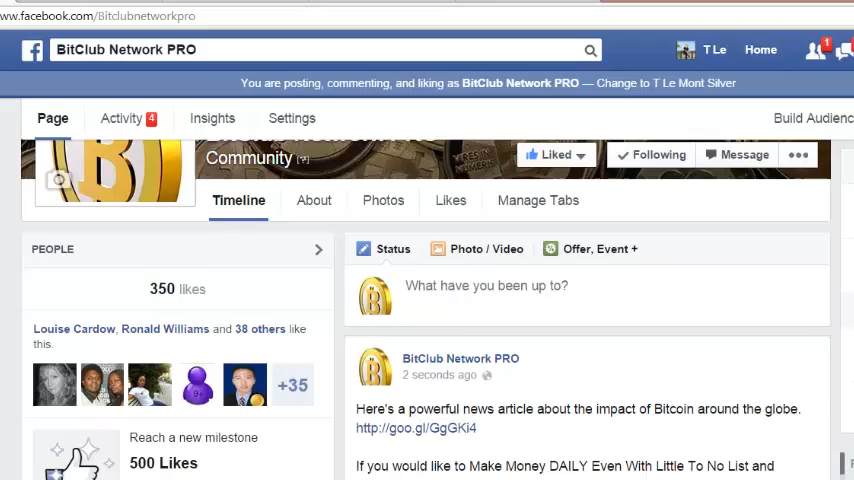 ww.facebook.com/Bitclubnetworkpro
BitClub Network PRO
T Le Home 1
You are posting, commenting, and liking as BitClub Network PRO — Change to T Le Mont Silver
Page Activity 4 Insights Settings Build Audienc
Community [?]
Liked Following Message •••
Timeline About Photos Likes Manage Tabs
PEOPLE
350 likes
Louise Cardow, Ronald Williams and 38 others like
this.
+35
Reach a new milestone
500 Likes
Status Photo / Video Offer, Event +
What have you been up to?
BitClub Network PRO
2 seconds ago
Here's a powerful news article about the impact of Bitcoin around the globe.
http://goo.gl/GgGKi4
If you would like to Make Money DAILY Even With Little To No List and